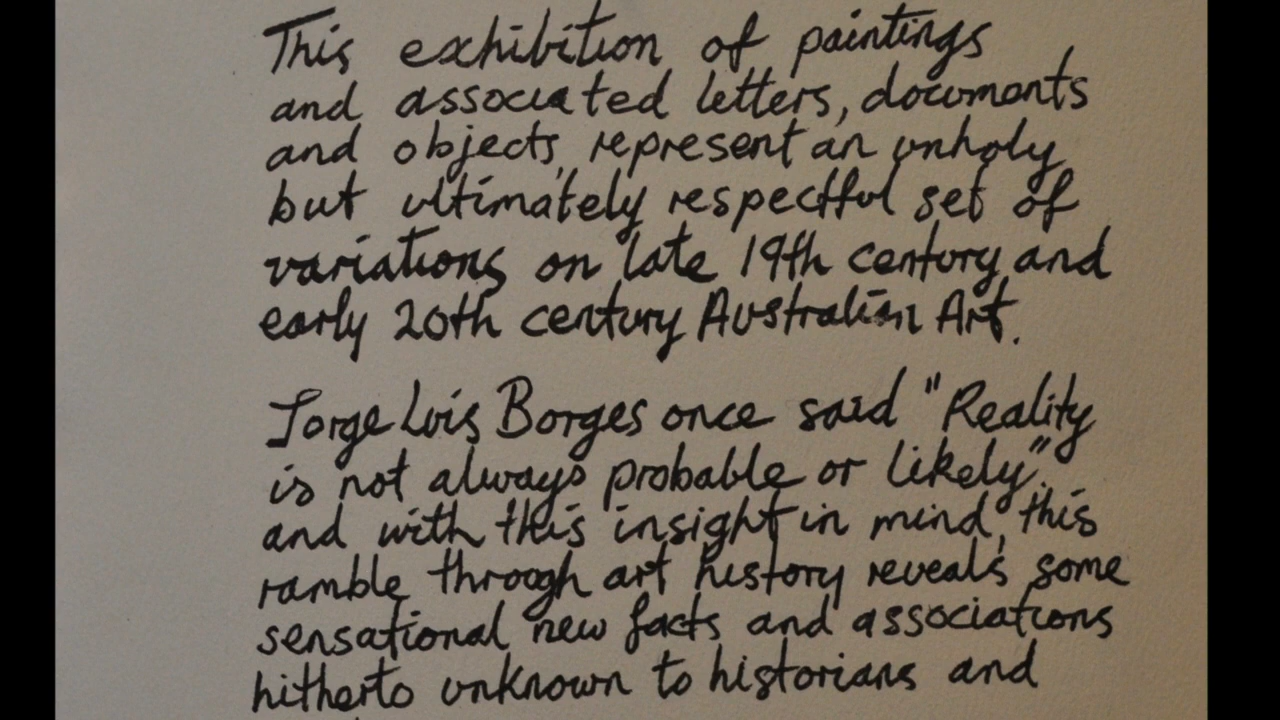 This exhibition of paintings
and associated letters, documents
and objects, represent an unholy
but ultimately respectful set of
variations on late 19th century and
early 20th century Australian Art.
Jorge Luis Borges once said "Reality
is not always probable or likely".
and with this insight in mind, this
ramble through art history reveals some
sensational new facts and associations
hitherto unknown to historians and